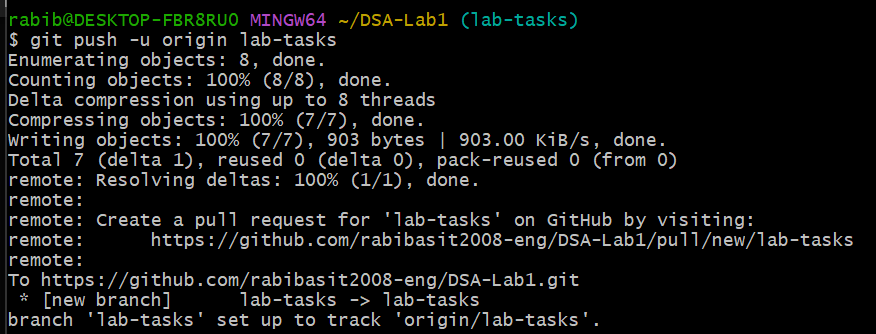 rabib@DESKTOP-FBR8RU0 MINGW64 ~/DSA-Lab1 (lab-tasks)
$ git push -u origin lab-tasks
Enumerating objects: 8, done.
Counting objects: 100% (8/8), done.
Delta compression using up to 8 threads
Compressing objects: 100% (7/7), done.
Writing objects: 100% (7/7), 903 bytes | 903.00 KiB/s, done.
Total 7 (delta 1), reused 0 (delta 0), pack-reused 0 (from 0)
remote: Resolving deltas: 100% (1/1), done.
remote:
remote: Create a pull request for 'lab-tasks' on GitHub by visiting:
remote:      https://github.com/rabibasit2008-eng/DSA-Lab1/pull/new/lab-tasks
remote:
To https://github.com/rabibasit2008-eng/DSA-Lab1.git
 * [new branch]      lab-tasks -> lab-tasks
branch 'lab-tasks' set up to track 'origin/lab-tasks'.